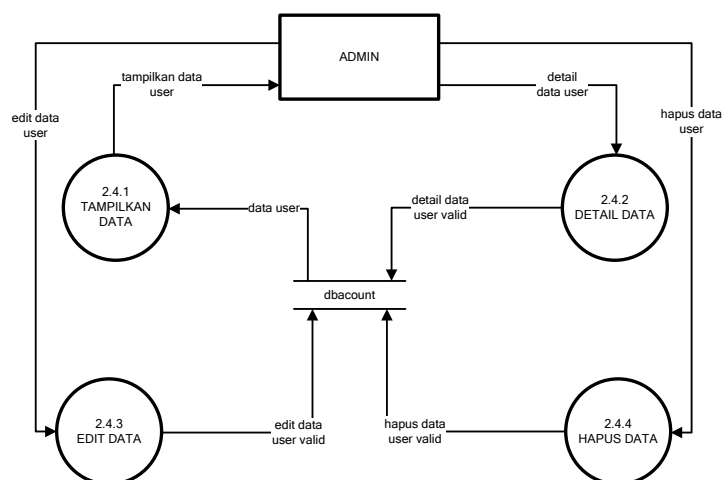 ADMIN
tampilkan data
user
detail
data user
edit data
user
hapus data
user
2.4.1
TAMPILKAN
DATA
data user
detail data
user valid
2.4.2
DETAIL DATA
dbacount
2.4.3
EDIT DATA
edit data
user valid
hapus data
user valid
2.4.4
HAPUS DATA